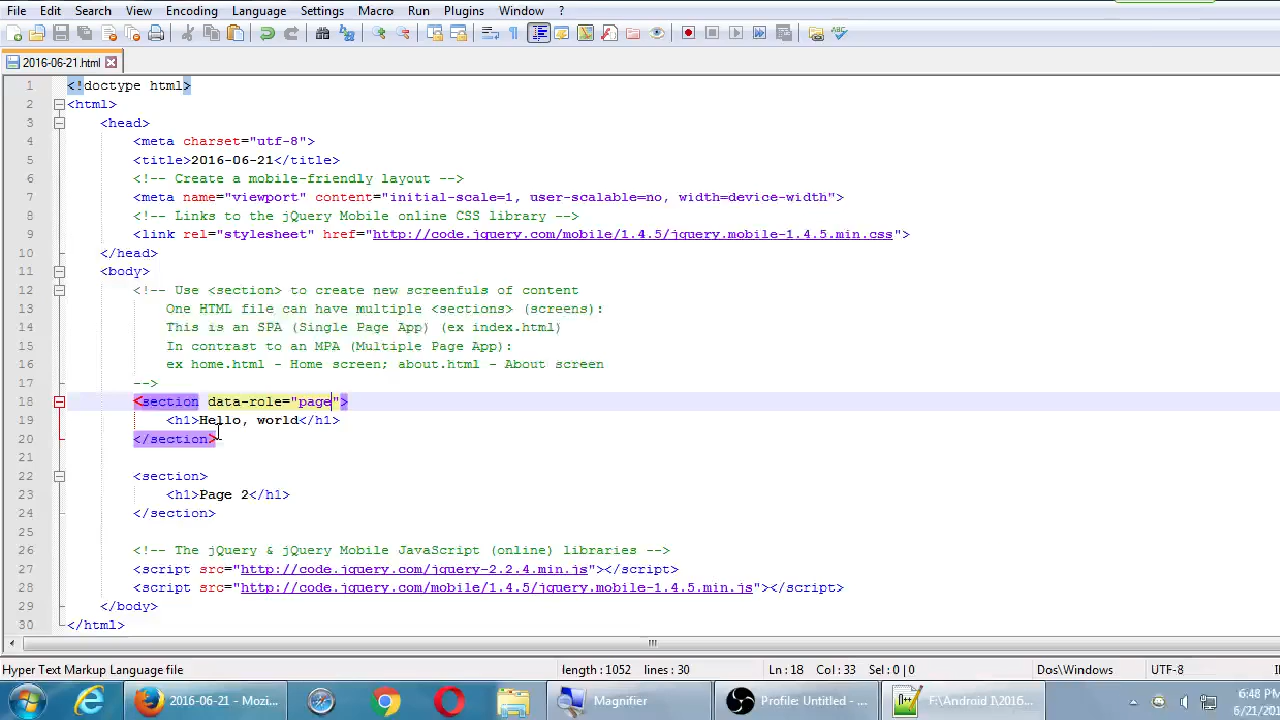 File Edit Search View Encoding Language Settings Macro Run Plugins Window ?
2016-06-21.html
1 <!doctype html>
2 <html>
3 <head>
4 <meta charset="utf-8">
5 <title>2016-06-21</title>
6 <!-- Create a mobile-friendly layout -->
7 <meta name="viewport" content="initial-scale=1, user-scalable=no, width=device-width">
8 <!-- Links to the jQuery Mobile online CSS library -->
9 <link rel="stylesheet" href="http://code.jquery.com/mobile/1.4.5/jquery.mobile-1.4.5.min.css">
10 </head>
11 <body>
12 <!-- Use <section> to create new screenfuls of content
13 One HTML file can have multiple <sections> (screens):
14 This is an SPA (Single Page App) (ex index.html)
15 In contrast to an MPA (Multiple Page App):
16 ex home.html - Home screen; about.html - About screen
17 -->
18 <section data-role="page">
19 <h1>Hello, world</h1>
20 </section>
21
22 <section>
23 <h1>Page 2</h1>
24 </section>
25
26 <!-- The jQuery & jQuery Mobile JavaScript (online) libraries -->
27 <script src="http://code.jquery.com/jquery-2.2.4.min.js"></script>
28 <script src="http://code.jquery.com/mobile/1.4.5/jquery.mobile-1.4.5.min.js"></script>
29 </body>
30 </html>
Hyper Text Markup Language file length : 1052 lines : 30 Ln : 18 Col : 33 Sel : 0 | 0 Dos\Windows UTF-8
2016-06-21 - Mozi... Magnifier Profile: Untitled - ... F:\Android I\2016... 6:48 PM
6/21/201